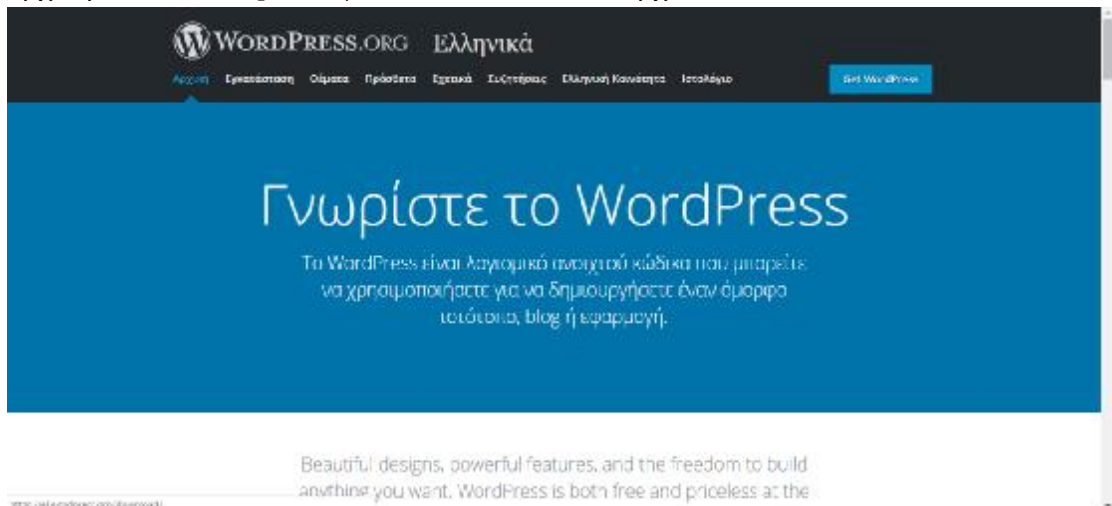 WORDPRESS.ORG Ελληνικά
Αρχική Εγκατάσταση Θέματα Πρόσθετα Σχετικά Συζητήσεις Ελληνική Κοινότητα Ιστολόγιο Get WordPress
Γνωρίστε το WordPress
Το WordPress είναι λογισμικό ανοιχτού κώδικα που μπορείτε
να χρησιμοποιήσετε για να δημιουργήσετε έναν όμορφο
ιστότοπο, blog ή εφαρμογή.
Beautiful designs, powerful features, and the freedom to build
anything you want. WordPress is both free and priceless at the